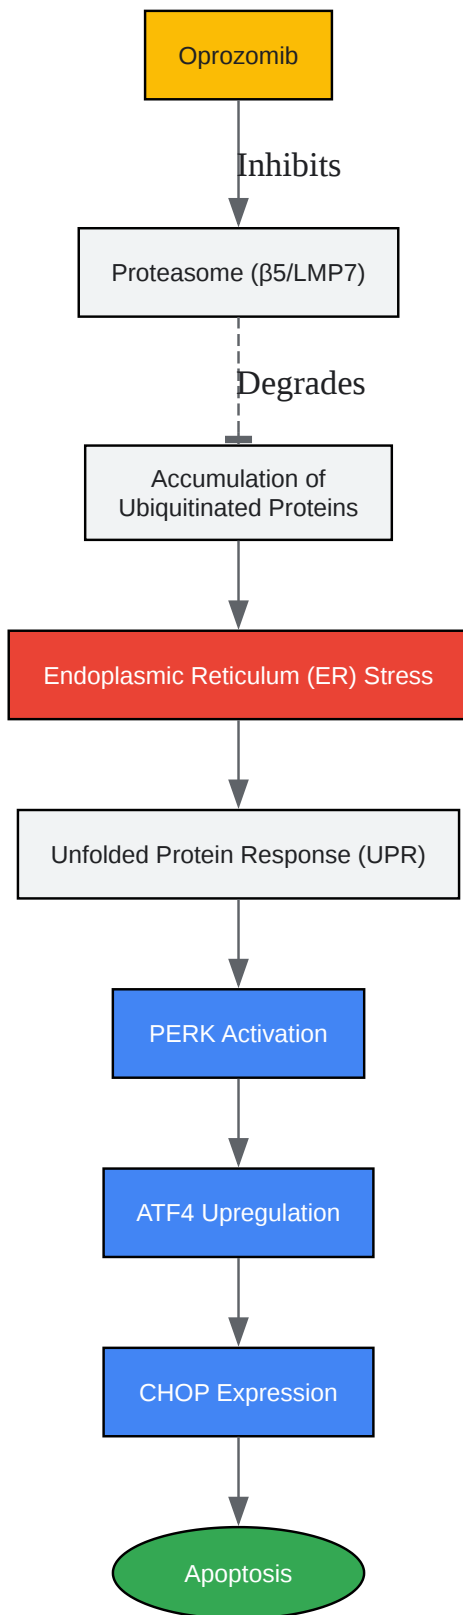 Oprozomib
Inhibits
Proteasome (β5/LMP7)
Degrades
Accumulation of
Ubiquitinated Proteins
Endoplasmic Reticulum (ER) Stress
Unfolded Protein Response (UPR)
PERK Activation
ATF4 Upregulation
CHOP Expression
Apoptosis